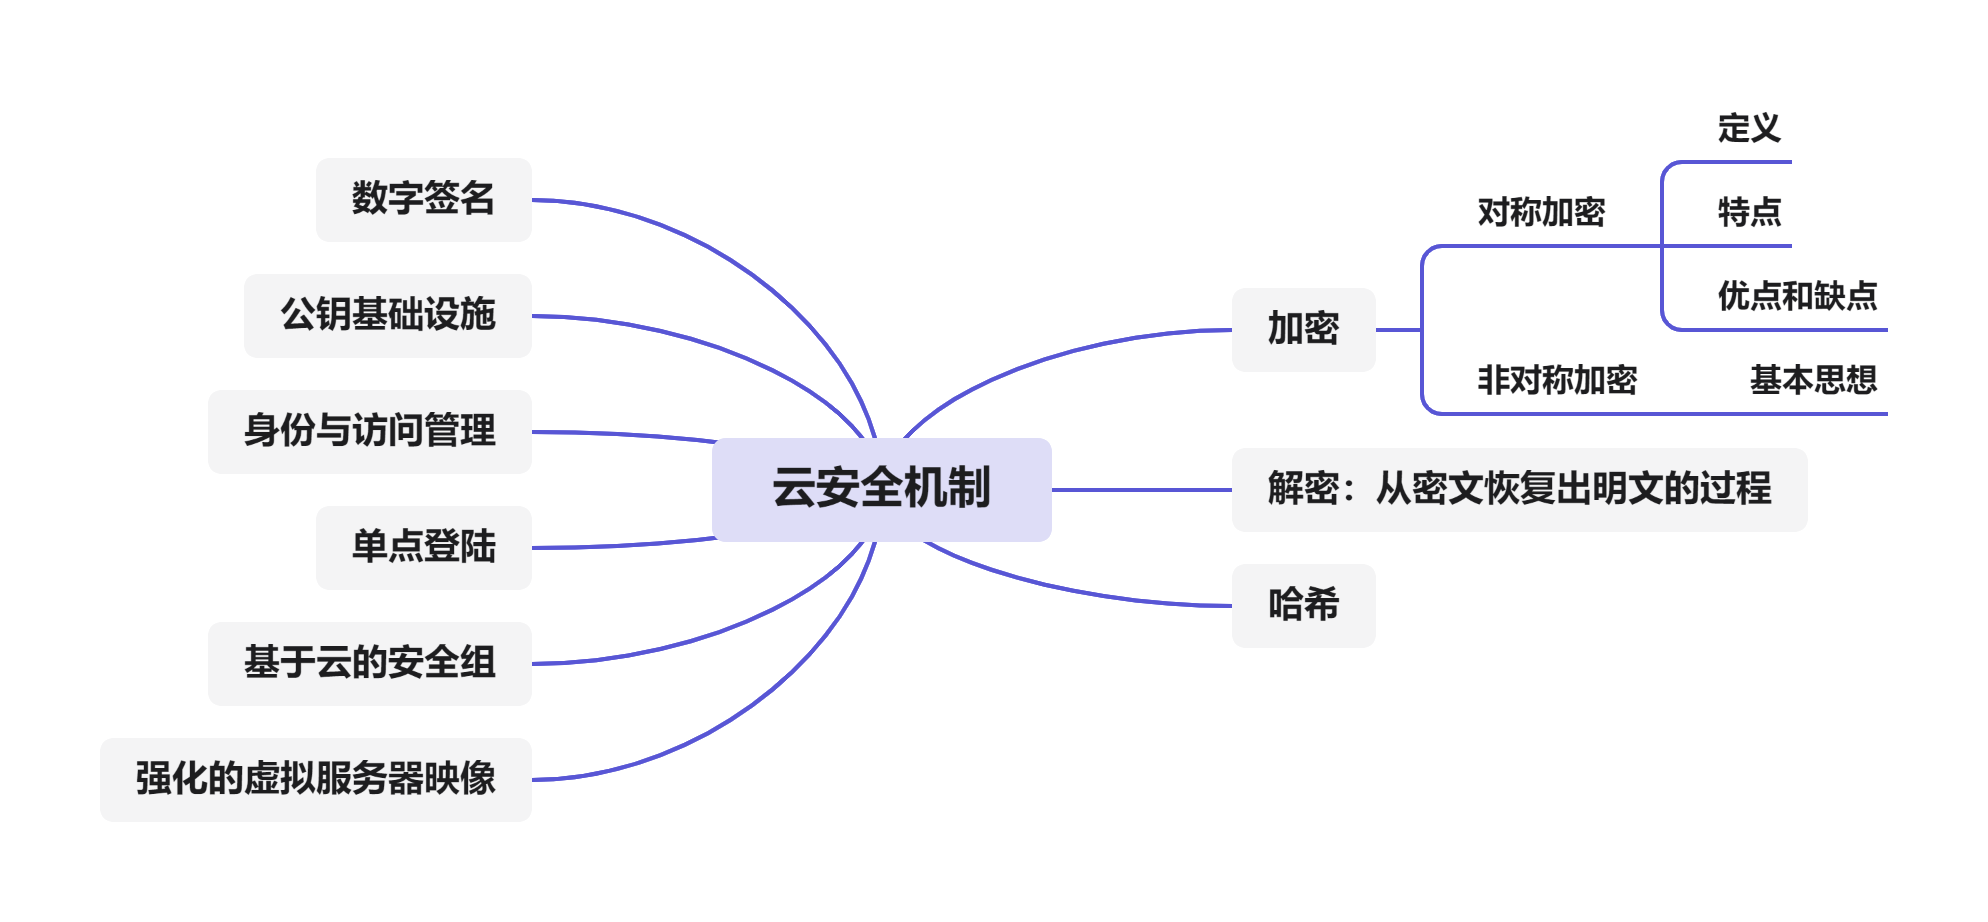 定义
数字签名
对称加密
特点
优点和缺点
公钥基础设施
加密
非对称加密
基本思想
身份与访问管理
云安全机制
解密：从密文恢复出明文的过程
单点登陆
哈希
基于云的安全组
强化的虚拟服务器映像